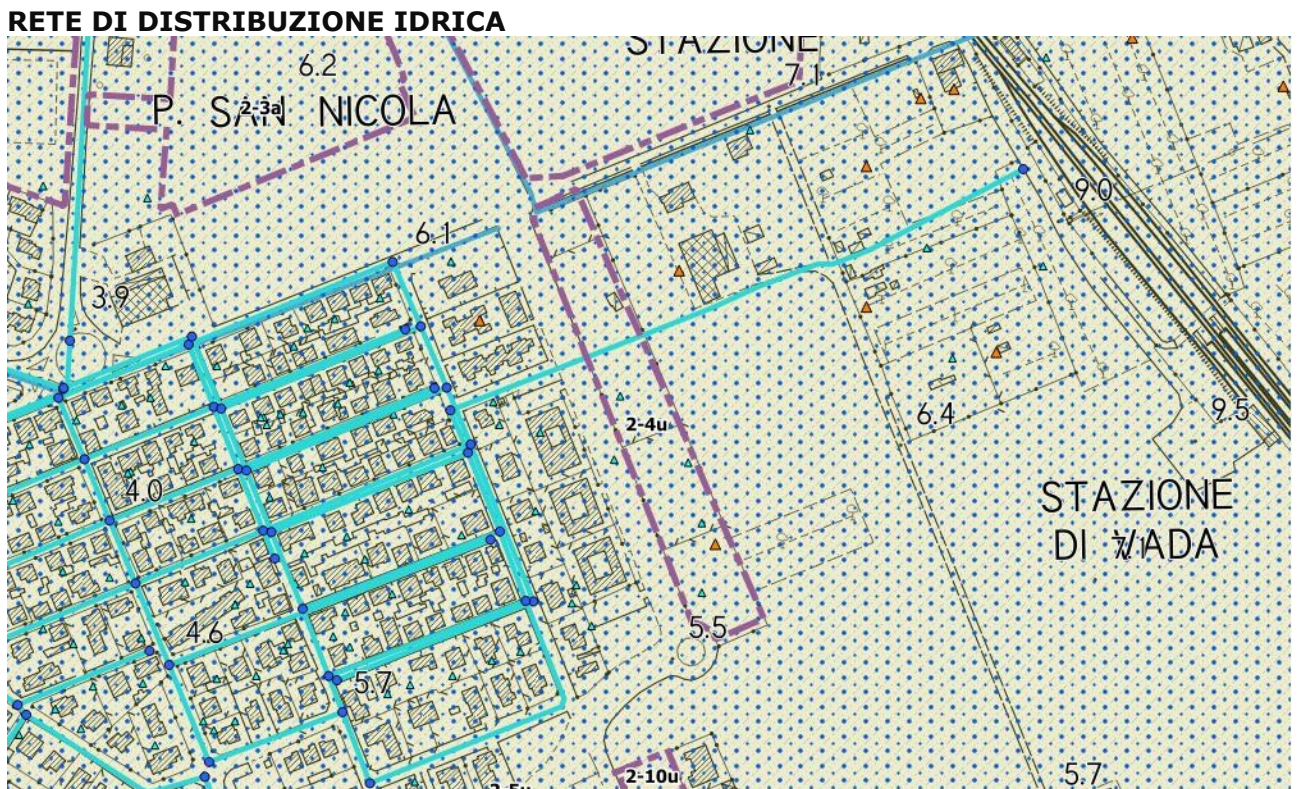 RETE DI DISTRIBUZIONE IDRICA
STAZIONE
6.2
7.1
P. SAN NICOLA
2-3a
9.0
6.1
3.9
2-4u
6.4
9.5
4.0
STAZIONE
DI VADA
4.6
5.5
5.7
2-10u
5.7